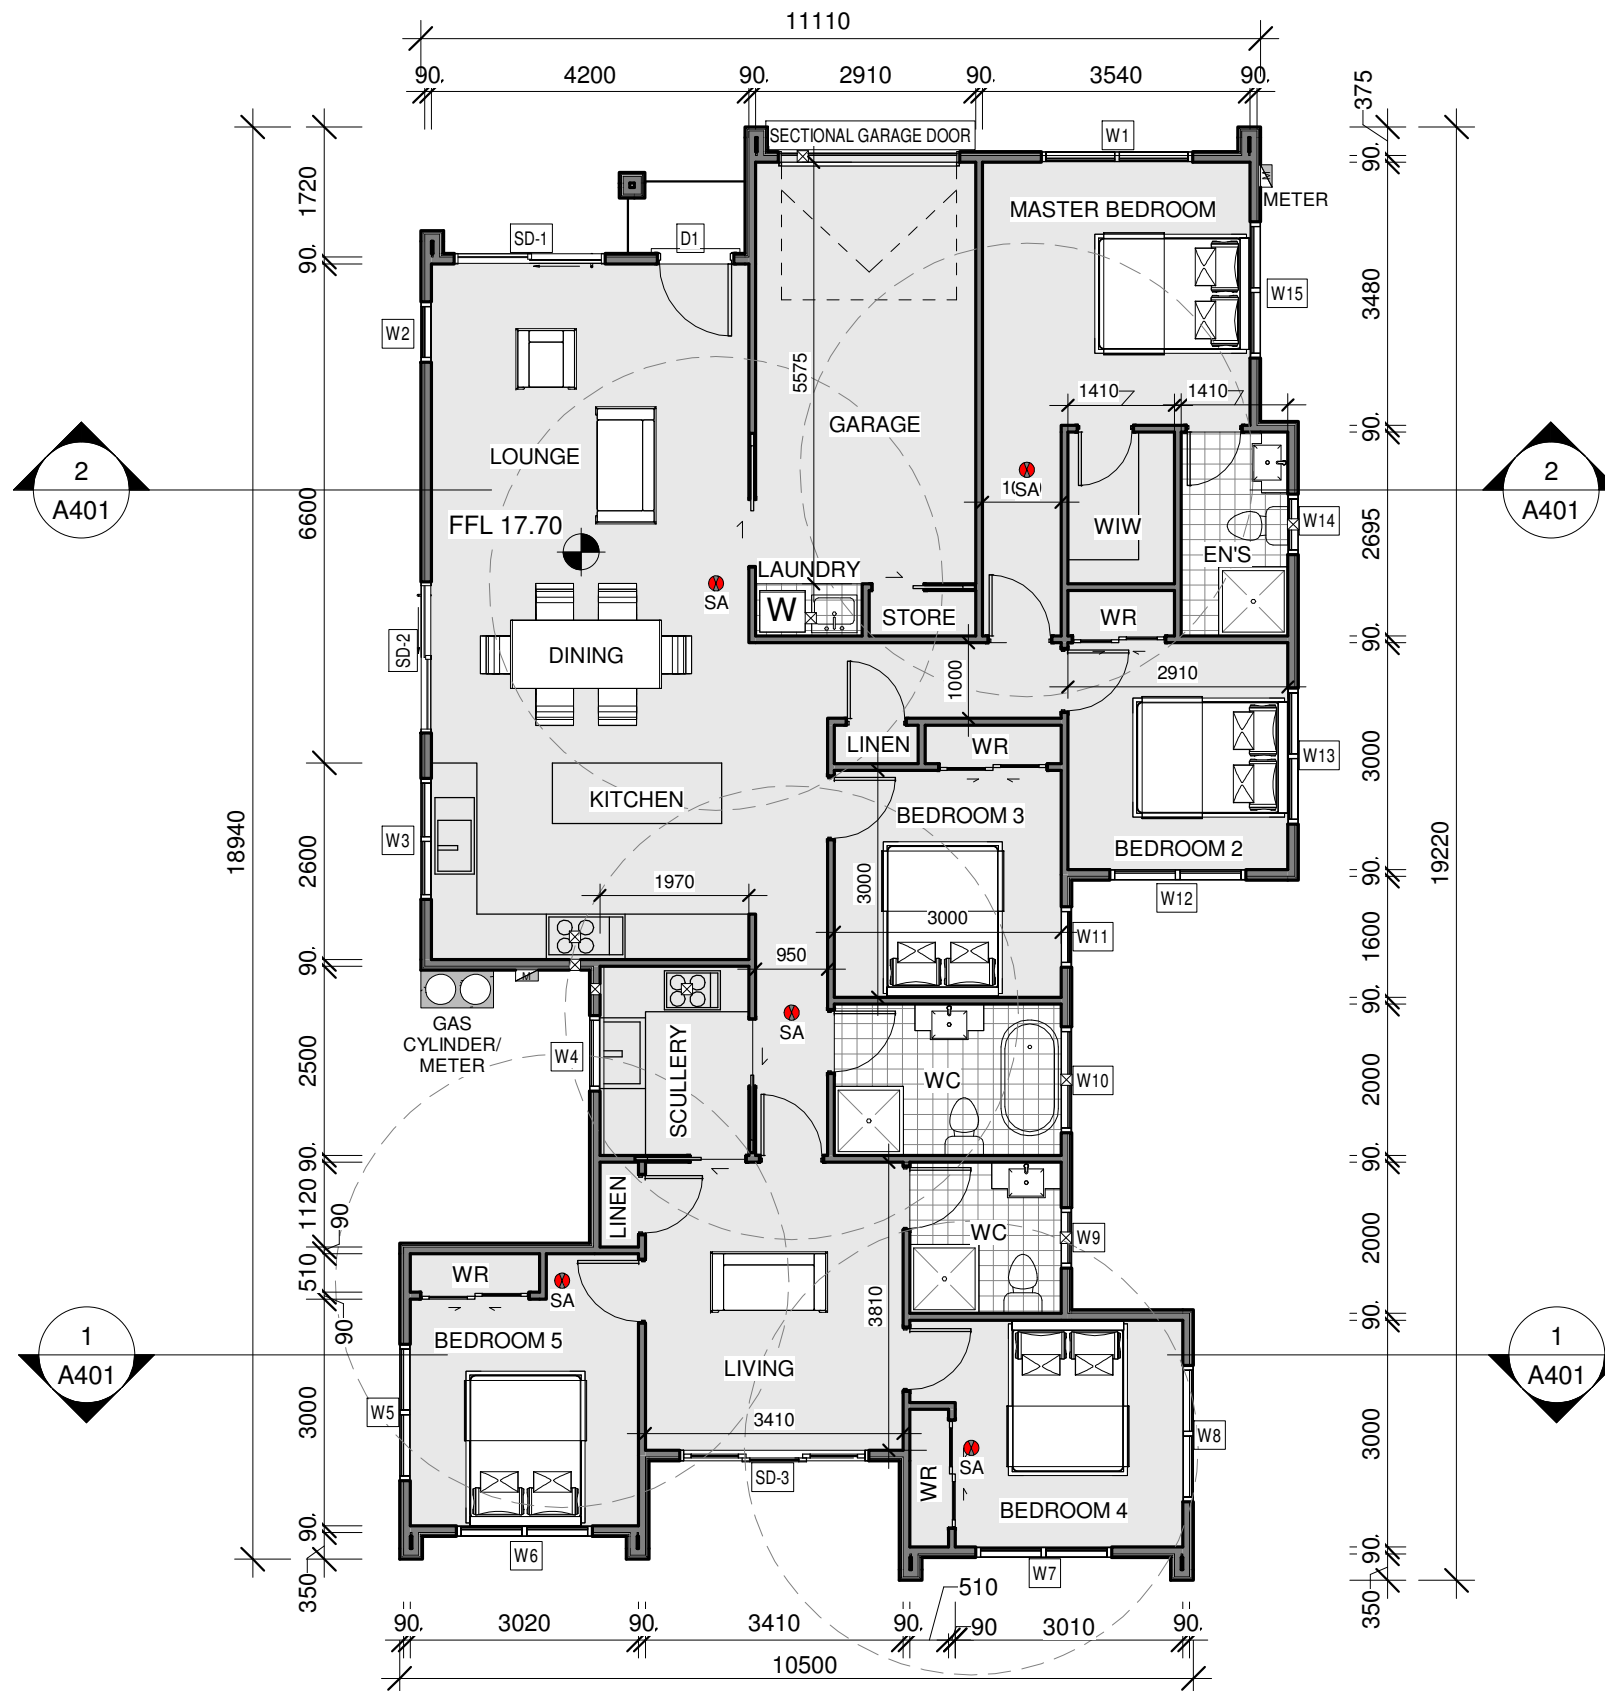 11110
90
4200
90
2910
90
3540
90
375
SECTIONAL GARAGE DOOR
W1
90
M
METER
1720
MASTER BEDROOM
SD-1
D1
90
W15
3480
W2
5575
1410
1410
GARAGE
90
2
A401
LOUNGE
2
A401
SA
6600
FFL 17.70
WIW
W14
2695
EN'S
LAUNDRY
SA
W
STORE
WR
SD-2
DINING
90
1000
2910
LINEN
WR
W13
3000
KITCHEN
BEDROOM 3
W3
BEDROOM 2
18940
19220
2600
1970
3000
90
W12
3000
W11
1600
90
950
M
90
GAS
CYLINDER/
METER
SA
W4
SCULLERY
2500
WC
W10
2000
90
90
LINEN
1120
90
WC
W9
2000
510
WR
SA
3810
90
90
1
A401
BEDROOM 5
LIVING
1
A401
W5
3410
W8
3000
3000
SD-3
SA
WR
BEDROOM 4
90
W6
W7
90
350
350
510
90
3020
90
3410
90
90
3010
90
10500